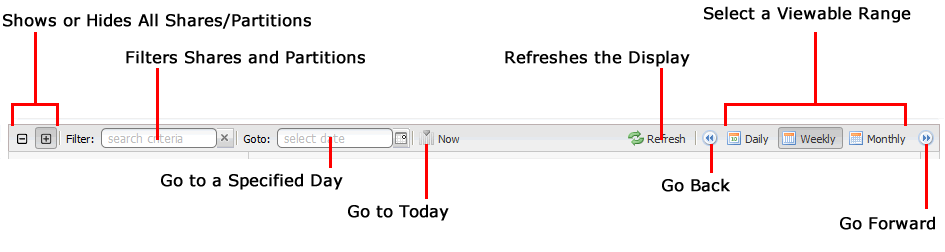 Select a Viewable Range
Shows or Hides All Shares/Partitions
Filters Shares and Partitions
Refreshes the Display
Filter: search criteria Goto: select date Now Refresh Daily Weekly Monthly
Go to a Specified Day
Go Back
Go to Today
Go Forward